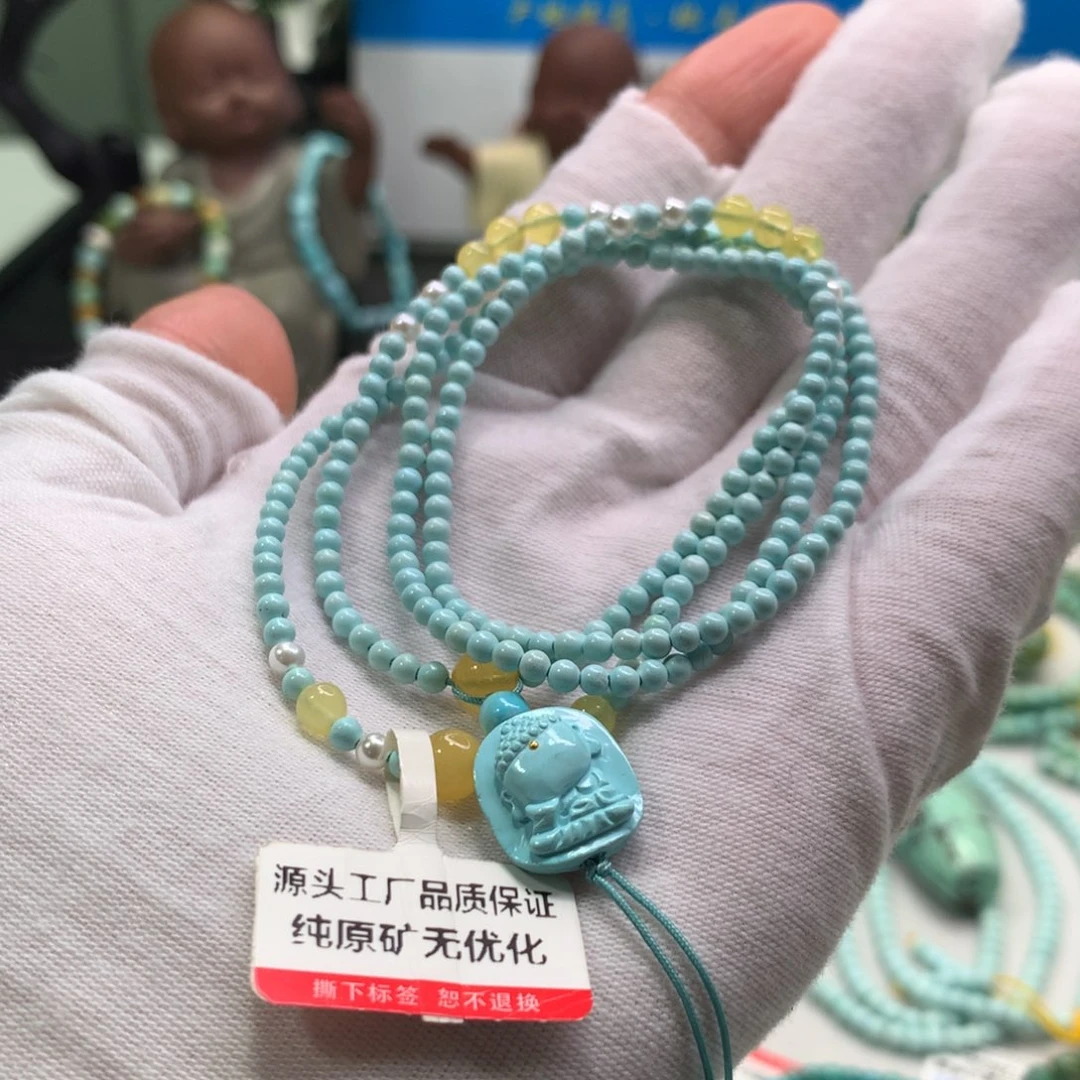 源头工厂品质保证
纯原矿无优化
撕下标签 恕不退换